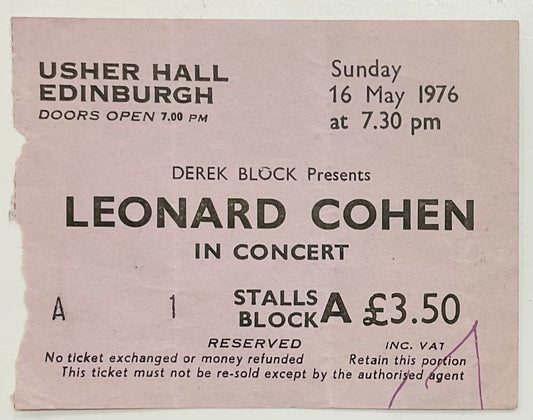 USHER HALL
EDINBURGH
DOORS OPEN 7.00 PM
Sunday
16 May 1976
at 7.30 pm
DEREK BLOCK Presents
LEONARD COHEN
IN CONCERT
A 1 STALLS BLOCK A £3.50
RESERVED INC. VAT
No ticket exchanged or money refunded Retain this portion
This ticket must not be re-sold except by the authorised agent